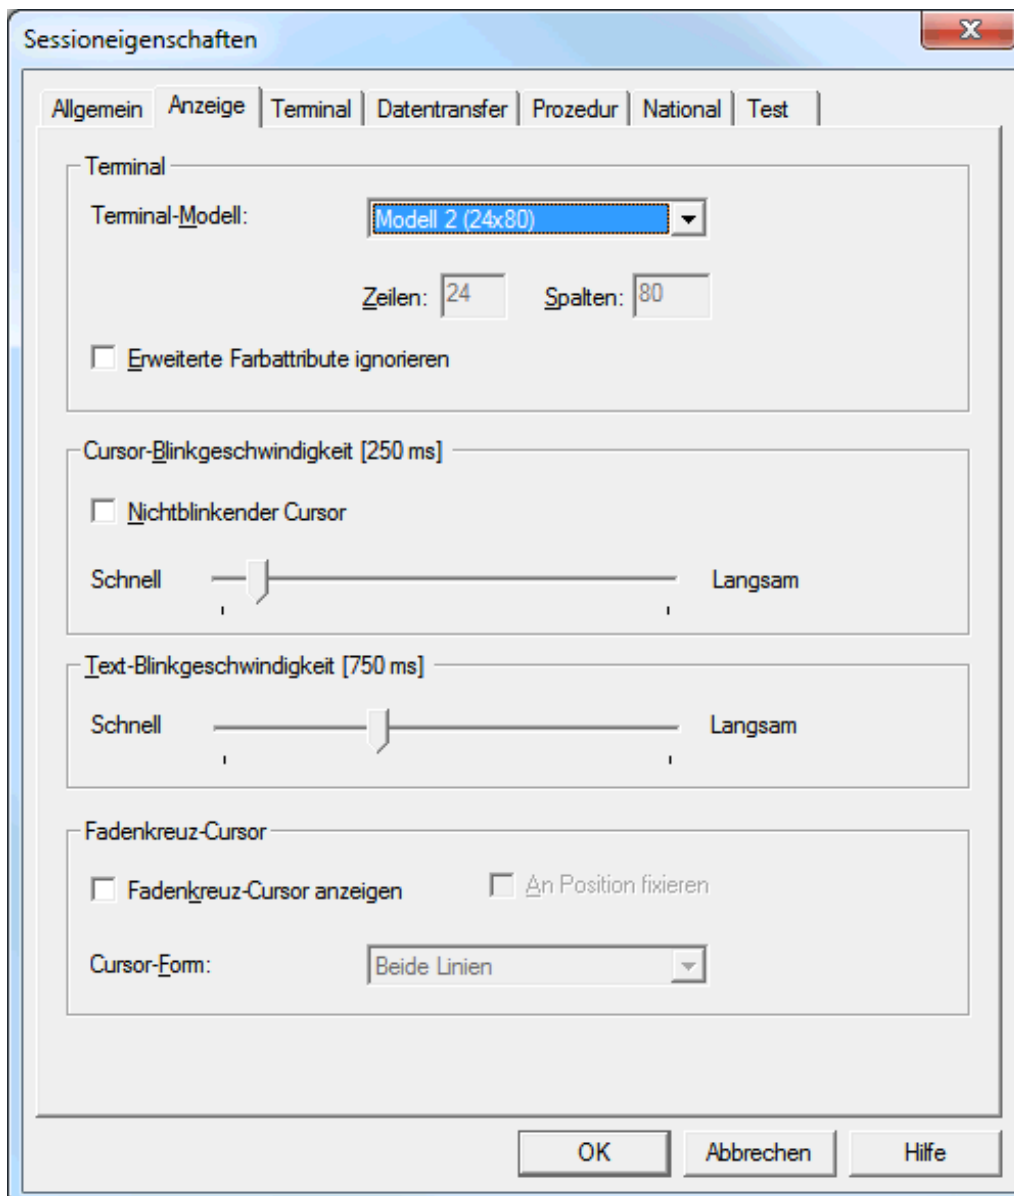 Sessioneigenschaften
Allgemein Anzeige Terminal Datentransfer Prozedur National Test
Terminal
Terminal-Modell: Modell 2 (24x80)
Zeilen: 24 Spalten: 80
Erweiterte Farbattribute ignorieren
Cursor-Blinkgeschwindigkeit [250 ms]
Nichtblinkender Cursor
Schnell Langsam
Text-Blinkgeschwindigkeit [750 ms]
Schnell Langsam
Fadenkreuz-Cursor
Fadenkreuz-Cursor anzeigen An Position fixieren
Cursor-Form: Beide Linien
OK Abbrechen Hilfe